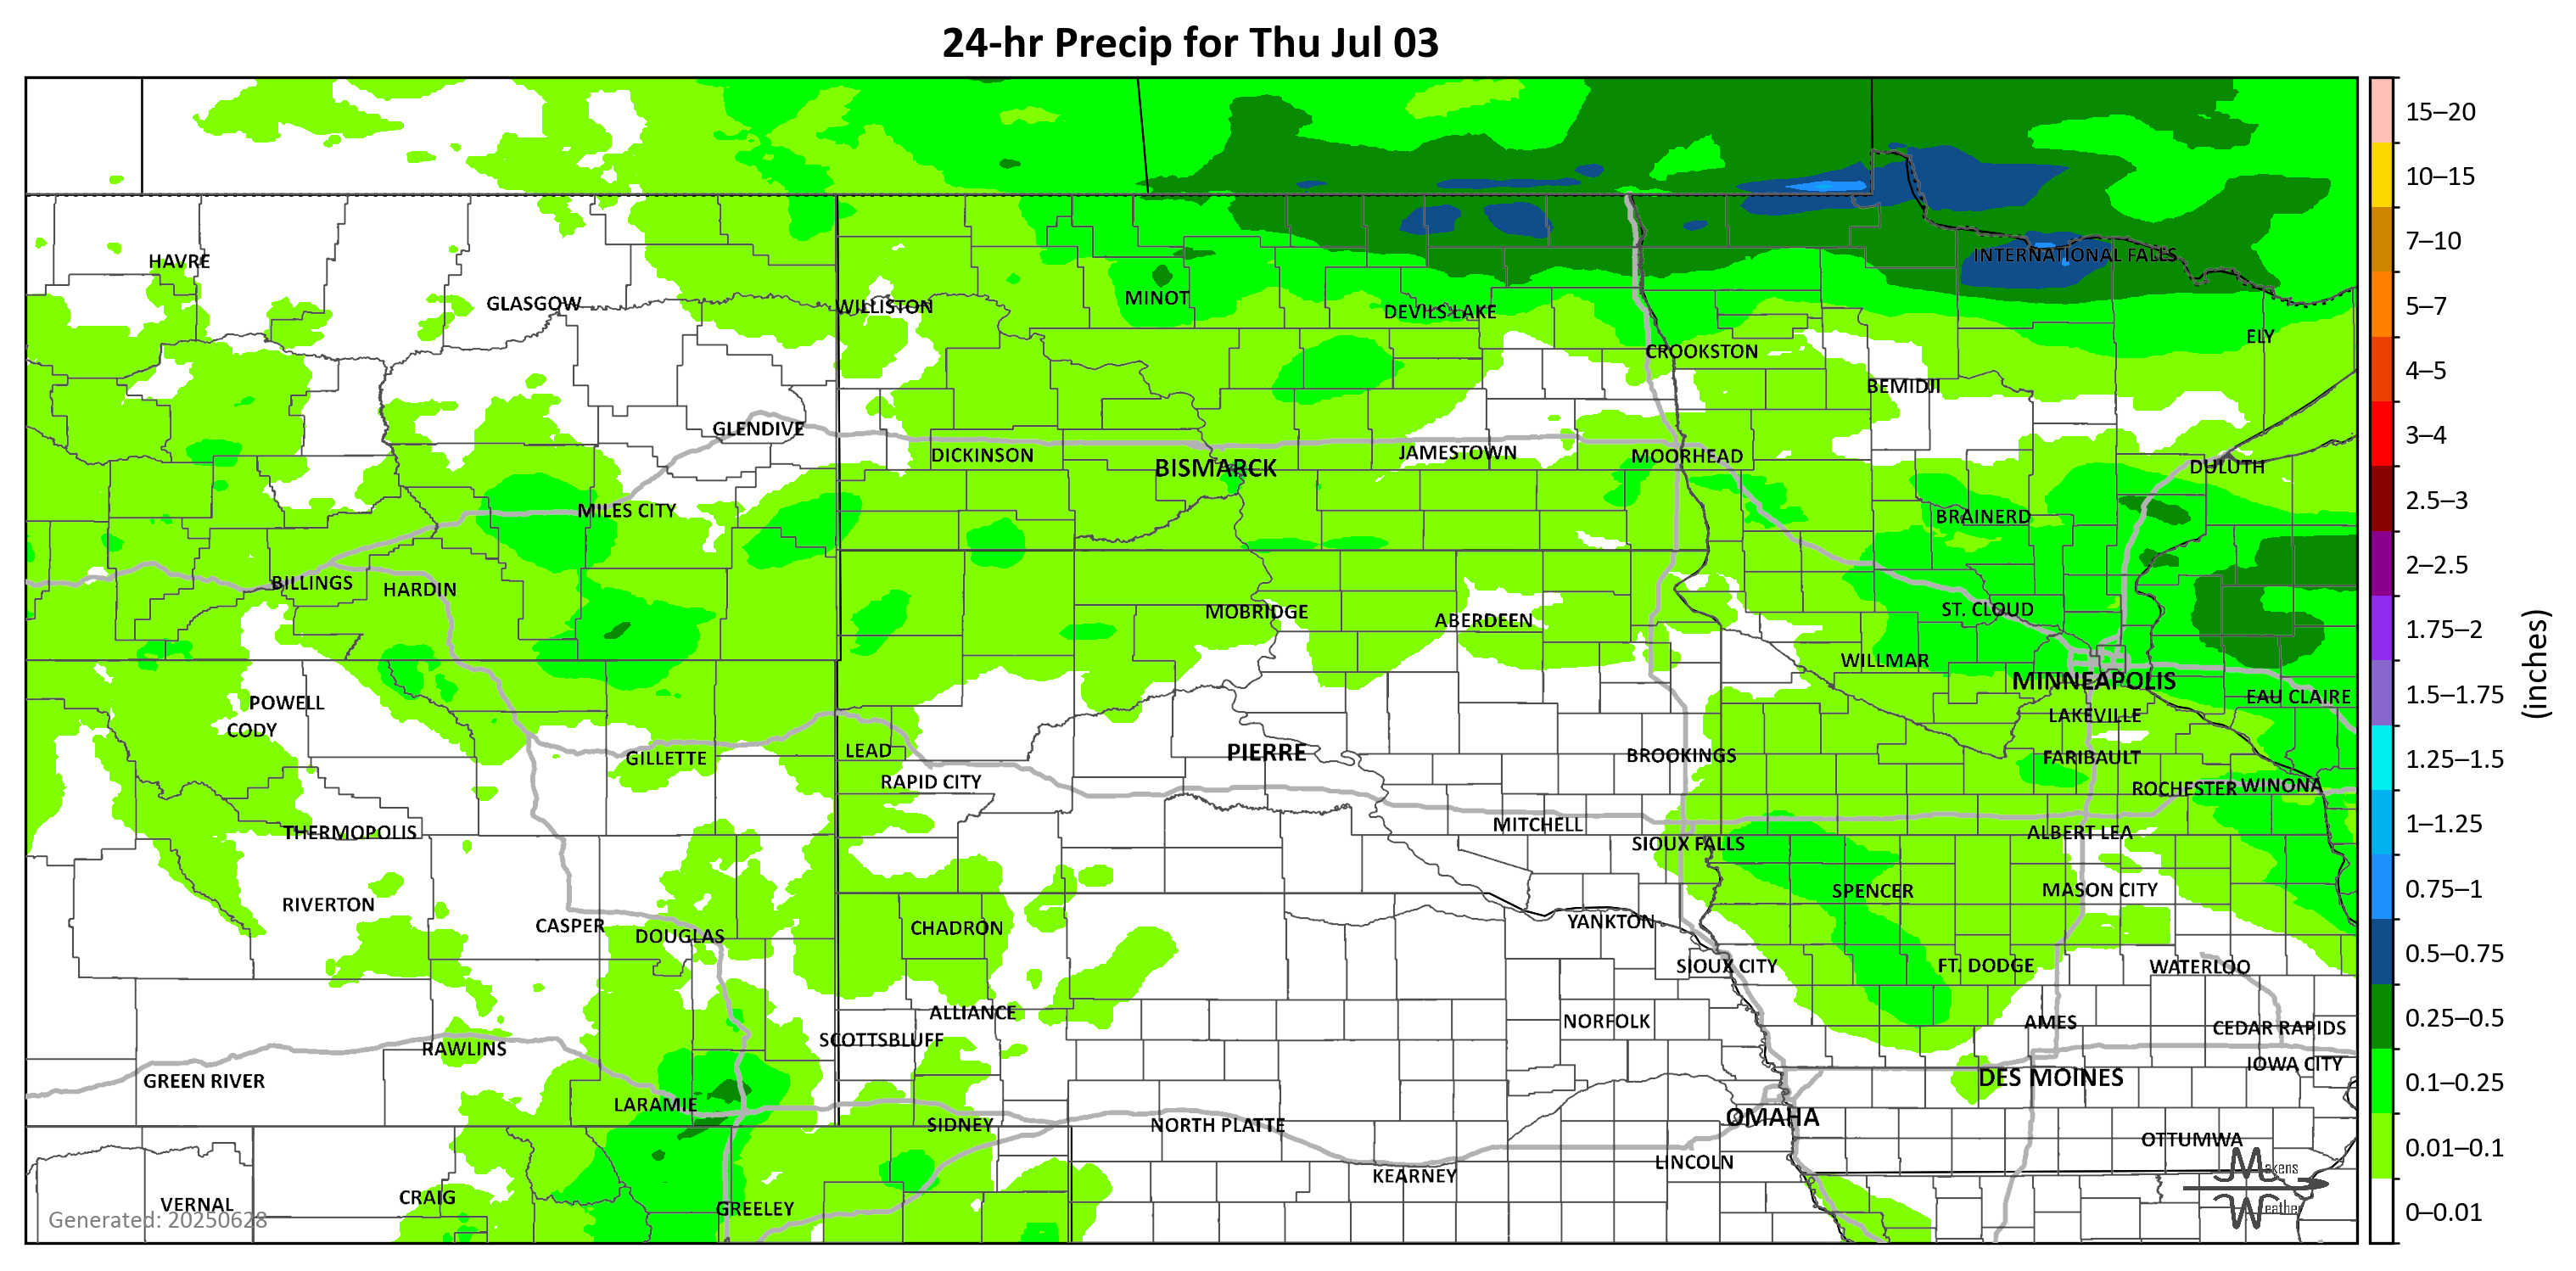 24-hr Precip for Thu Jul 03
15–20
10–15
7–10
5–7
4–5
3–4
2.5–3
2–2.5
1.75–2
1.5–1.75
1.25–1.5
1–1.25
0.75–1
0.5–0.75
0.25–0.5
0.1–0.25
0.01–0.1
0–0.01
(inches)
HAVRE
INTERNATIONAL FALLS
GLASGOW
WILLISTON
MINOT
DEVILS LAKE
ELY
CROOKSTON
BEMIDJI
GLENDIVE
DICKINSON
BISMARCK
JAMESTOWN
MOORHEAD
DULUTH
MILES CITY
BRAINERD
BILLINGS
HARDIN
MOBRIDGE
ABERDEEN
ST. CLOUD
WILLMAR
MINNEAPOLIS
POWELL
EAU CLAIRE
CODY
LAKEVILLE
GILLETTE
LEAD
PIERRE
BROOKINGS
FARIBAULT
RAPID CITY
ROCHESTER
WINONA
THERMOPOLIS
MITCHELL
ALBERT LEA
SIOUX FALLS
RIVERTON
SPENCER
MASON CITY
CASPER
DOUGLAS
CHADRON
YANKTON
SIOUX CITY
FT. DODGE
WATERLOO
ALLIANCE
NORFOLK
AMES
CEDAR RAPIDS
RAWLINS
SCOTTSBLUFF
IOWA CITY
GREEN RIVER
DES MOINES
LARAMIE
SIDNEY
NORTH PLATTE
OMAHA
OTTUMWA
KEARNEY
LINCOLN
VERNAL
CRAIG
GREELEY
Makens
Weather
Generated: 20250628